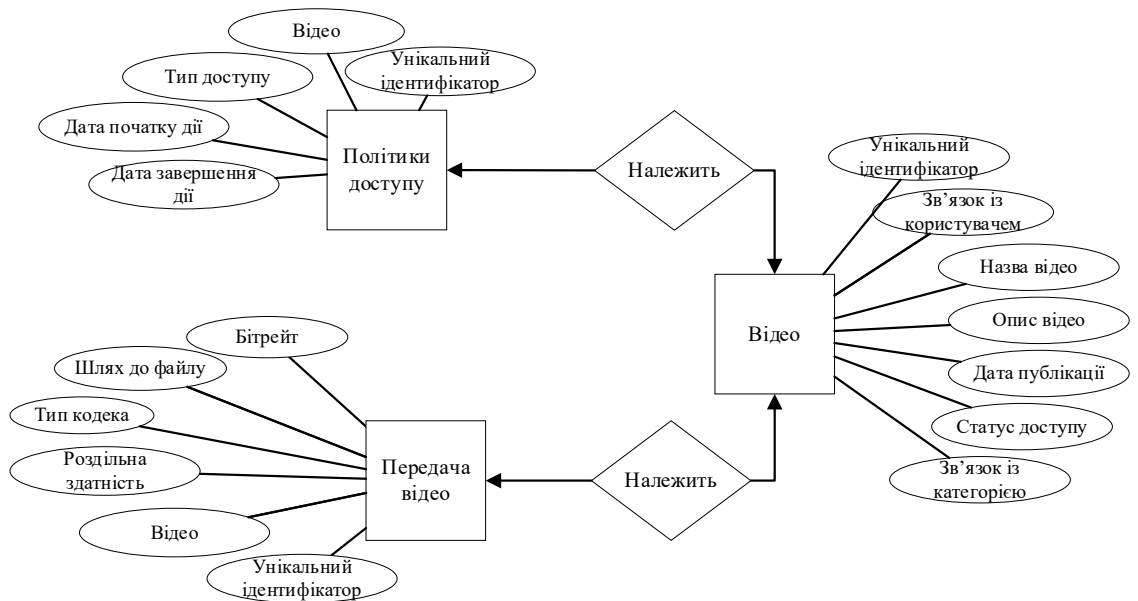 Відео
Унікальний
ідентифікатор
Тип доступу
Дата початку дії
Дата завершення
дії
Політики
доступу
Належить
Унікальний
ідентифікатор
Зв’язок із
користувачем
Назва відео
Опис відео
Дата публікації
Статус доступу
Зв’язок із
категорією
Відео
Бітрейт
Шлях до файлу
Тип кодека
Роздільна
здатність
Відео
Унікальний
ідентифікатор
Передача
відео
Належить